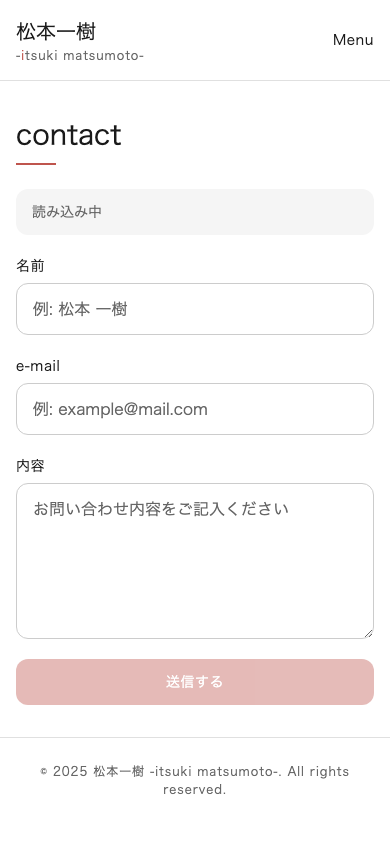 松本一樹
-itsuki matsumoto-
Menu
contact
読み込み中
名前
例: 松本 一樹
e-mail
例: example@mail.com
内容
お問い合わせ内容をご記入ください
送信する
© 2025 松本一樹 -itsuki matsumoto-. All rights
reserved.